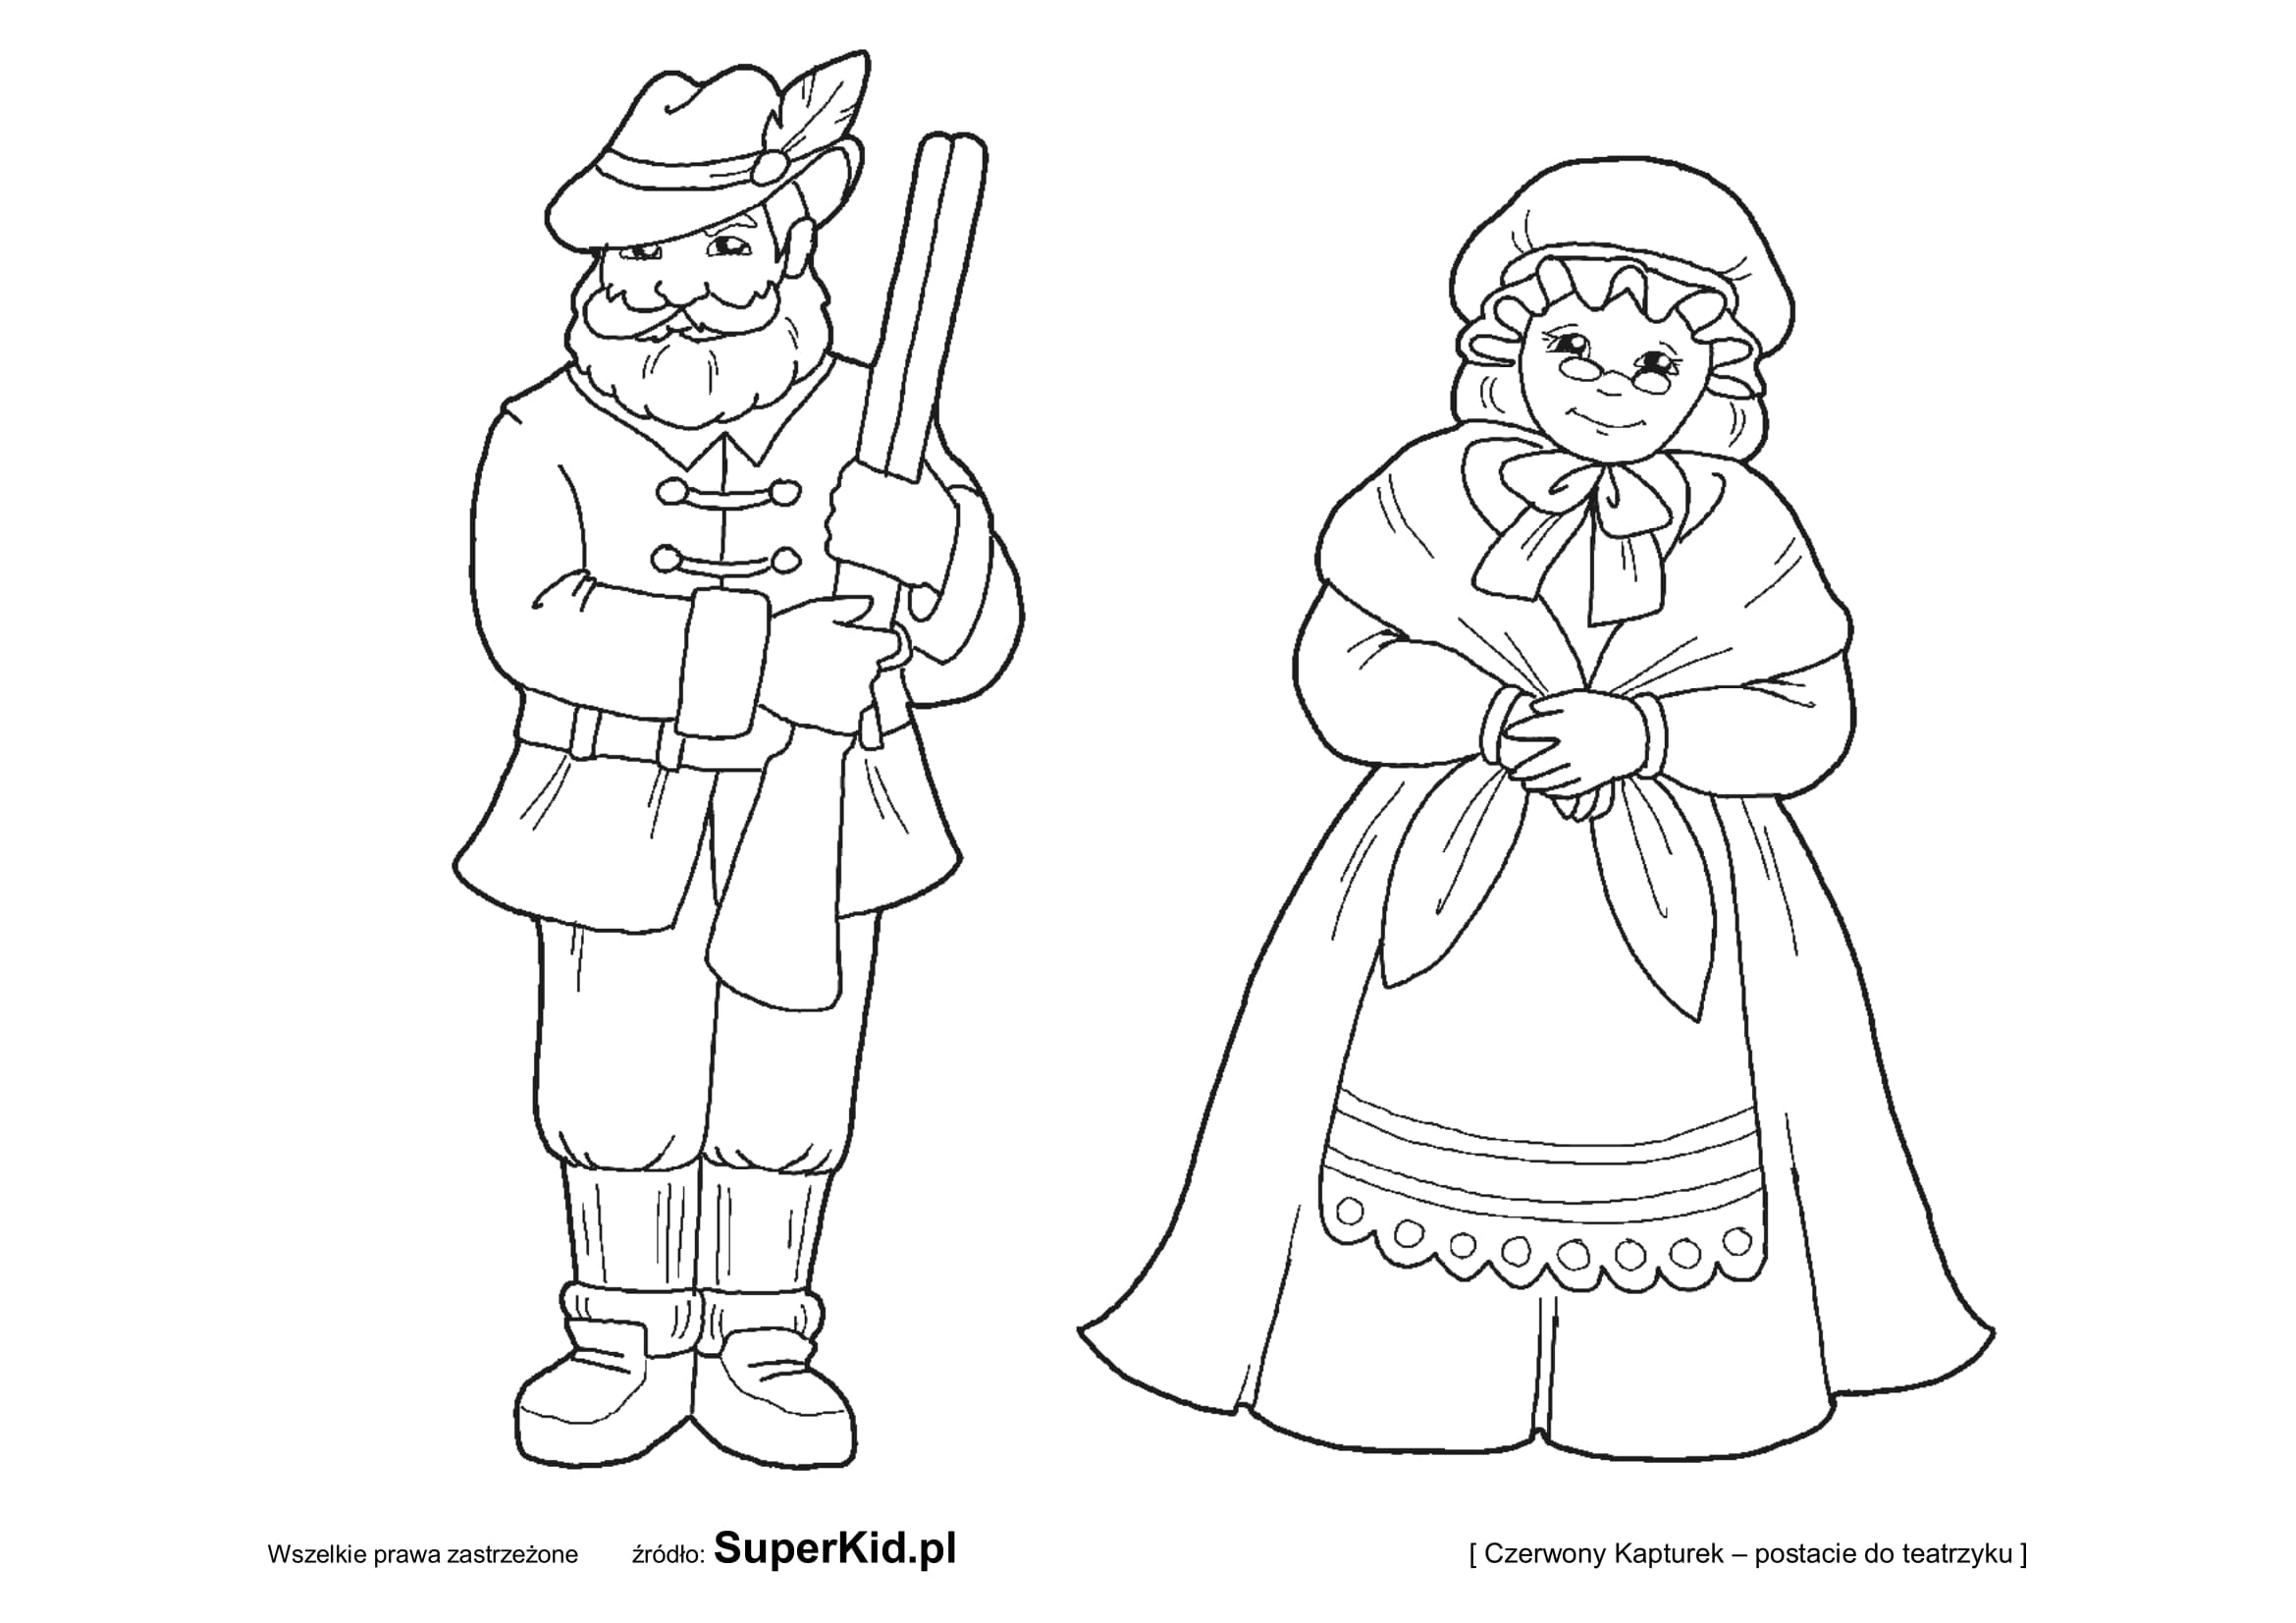 Wszelkie prawa zastrzeżone źródło: SuperKid.pl [ Czerwony Kapturek – postacie do teatrzyku ]